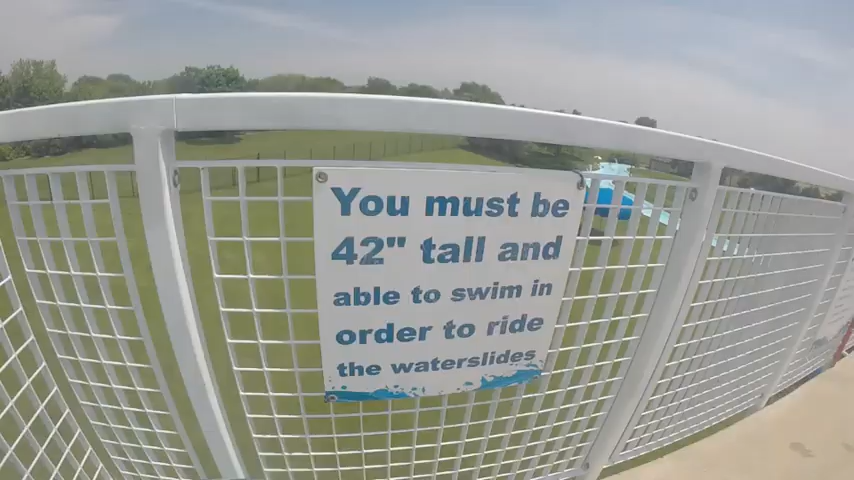 You must be
42" tall and
able to swim in
order to ride
the waterslides